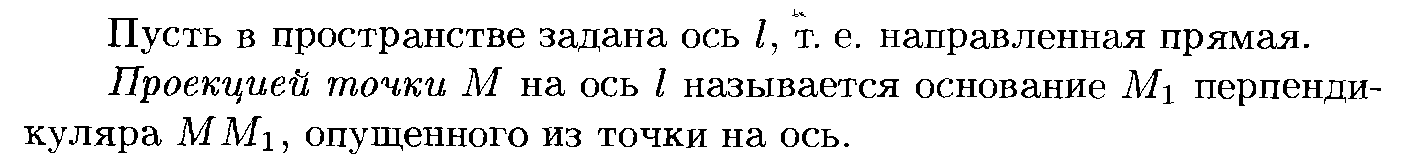 Пусть в пространстве задана ось l, т. е. направленная прямая.
Проекцией точки M на ось l называется основание M₁ перпенди-
куляра MM₁, опущенного из точки на ось.